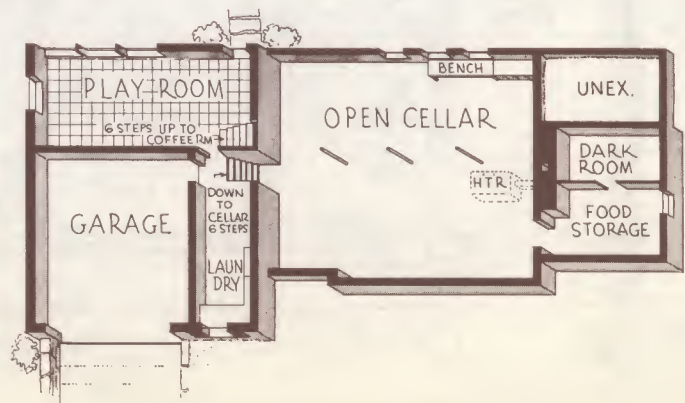 PLAY ROOM
6 STEPS UP TO
COFFEE RM
OPEN CELLAR
BENCH
UNEX.
DARK
ROOM
HTR
FOOD
STORAGE
DOWN
TO
CELLAR
6 STEPS
GARAGE
LAUN
DRY